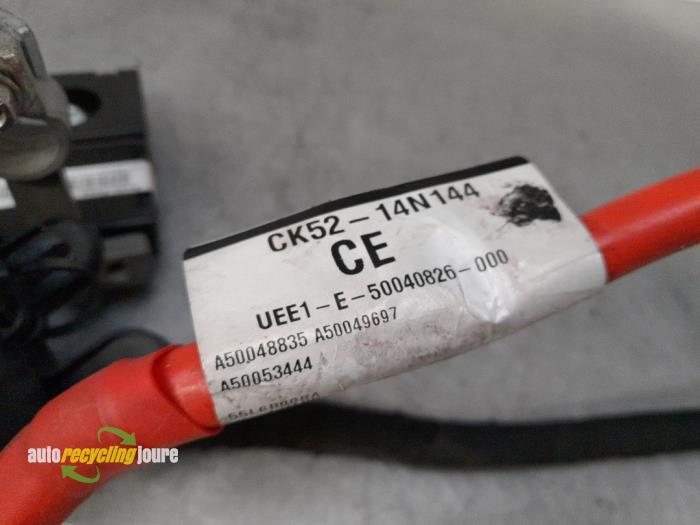 CK52-14N144
CE
UEE1-E-50040826-000
A50048835 A50049697
A50053444
autorecyclingjoure